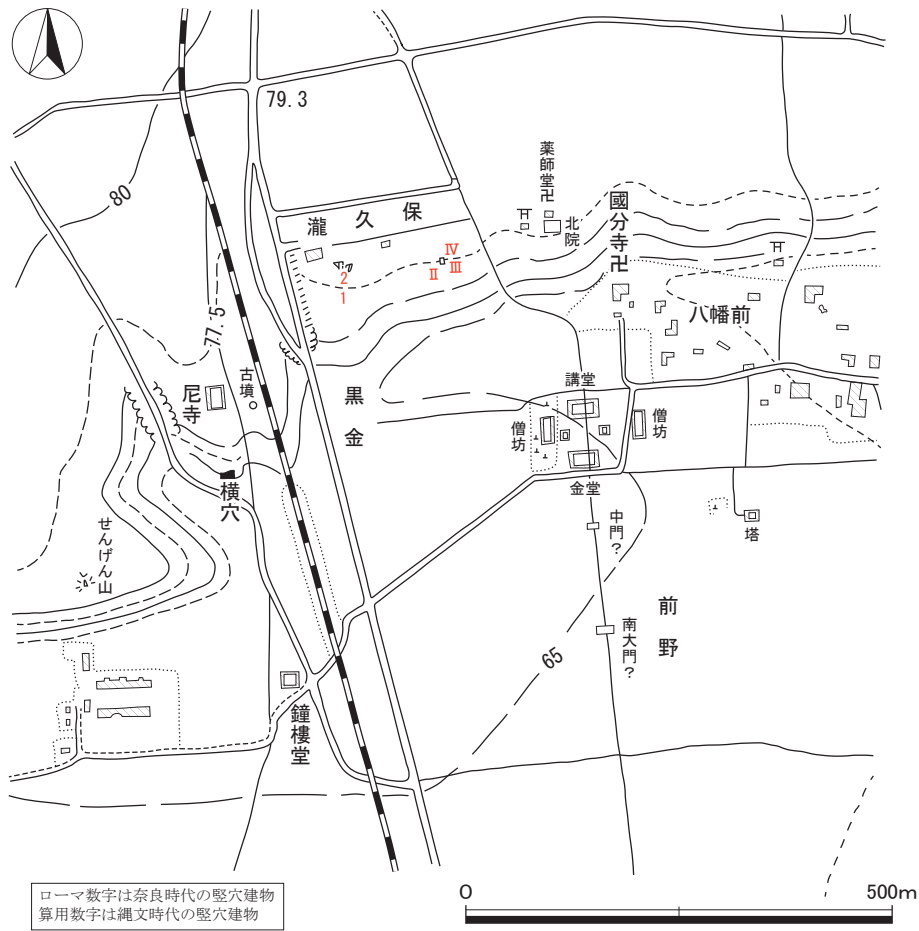 79.3
80
瀧久保
薬師堂卍
北院
國分寺卍
Ⅳ
Ⅱ Ⅲ
2
1
77.5
八幡前
古墳
尼寺
黒金
講堂
僧坊
僧坊
金堂
横穴
せんげん山
中門?
塔
前野
南大門?
65
鐘樓堂
ローマ数字は奈良時代の竪穴建物
算用数字は縄文時代の竪穴建物
0 500m